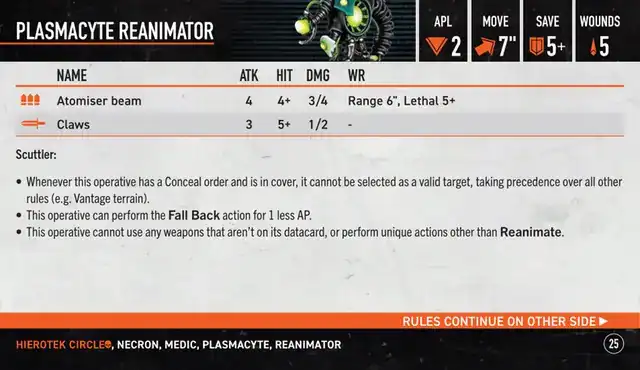 PLASMACYTE REANIMATOR
APL MOVE SAVE WOUNDS
2 7" 5+ 5
NAME ATK HIT DMG WR
Atomiser beam 4 4+ 3/4 Range 6", Lethal 5+
Claws 3 5+ 1/2 -
Scuttler:
• Whenever this operative has a Conceal order and is in cover, it cannot be selected as a valid target, taking precedence over all other
rules (e.g. Vantage terrain).
• This operative can perform the Fall Back action for 1 less AP.
• This operative cannot use any weapons that aren't on its datacard, or perform unique actions other than Reanimate.
RULES CONTINUE ON OTHER SIDE ►
HIEROTEK CIRCLE, NECRON, MEDIC, PLASMACYTE, REANIMATOR
25